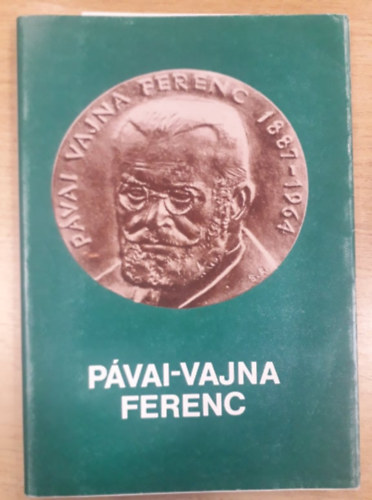 PÁVAI VAJNA FERENC 1887-1964
PÁVAI-VAJNA
FERENC